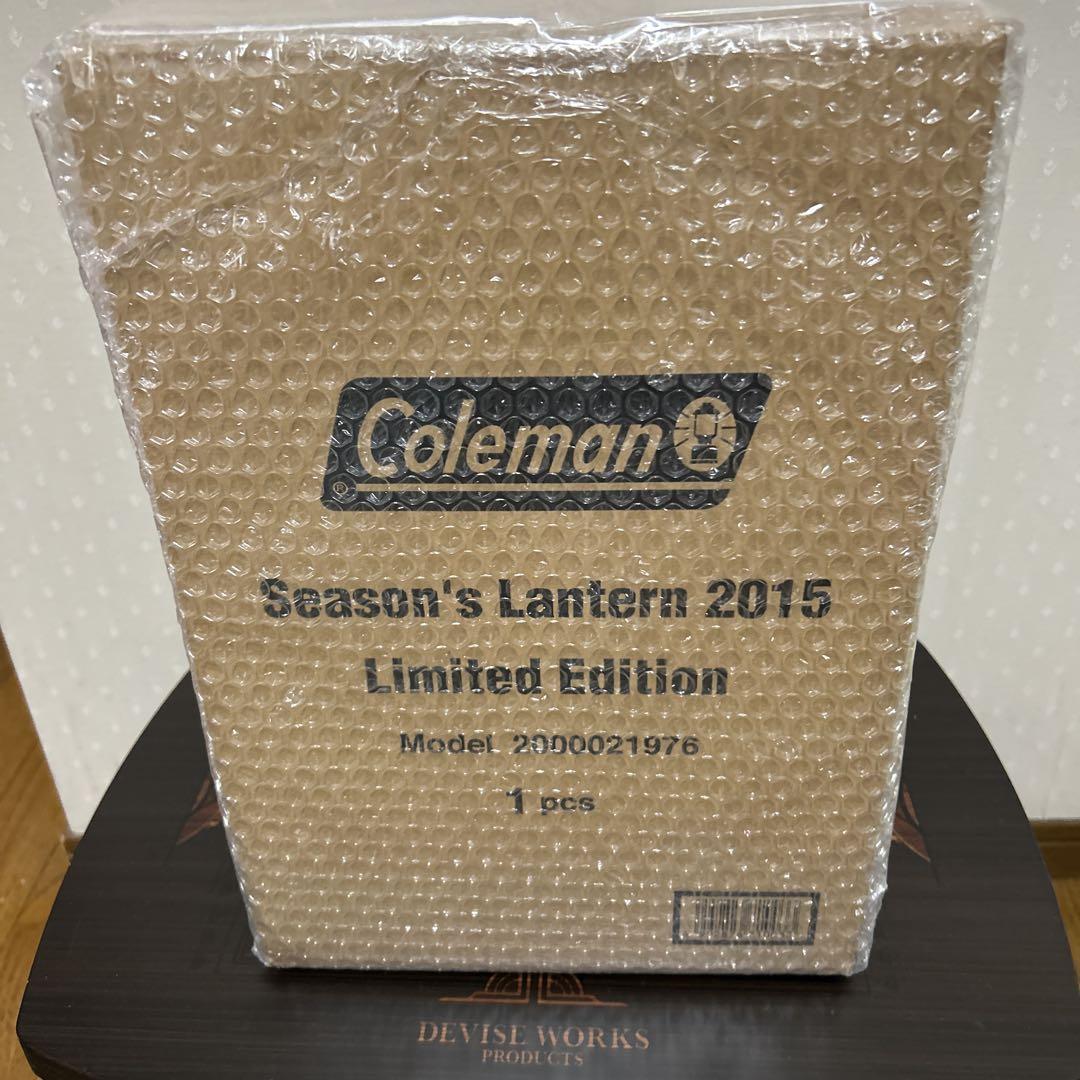 Coleman
®
Season's Lantern 2015
Limited Edition
Model 2000021976
1 pcs
DEVISE WORKS
PRODUCTS